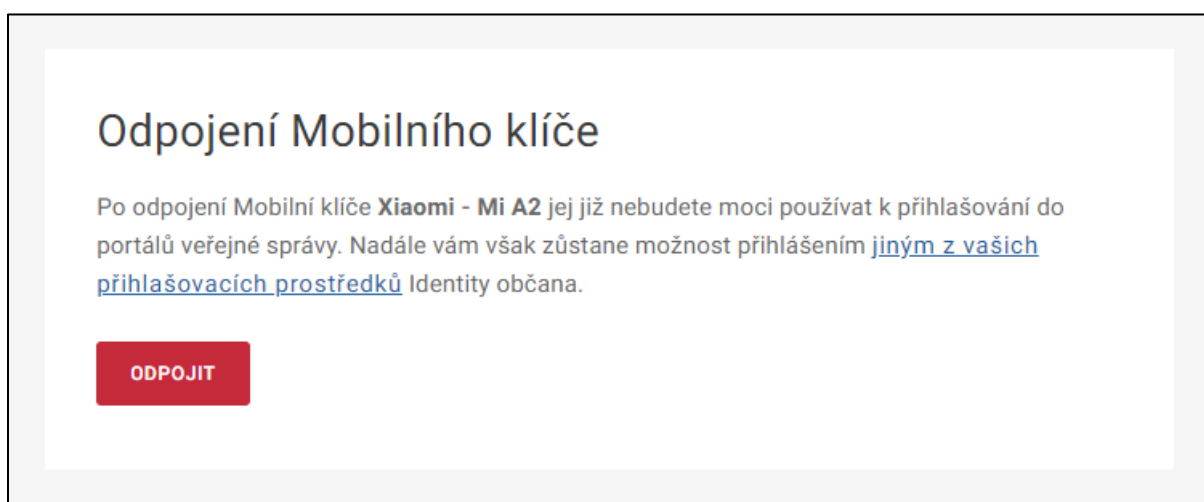 Odpojení Mobilního klíče
Po odpojení Mobilní klíče Xiaomi - Mi A2 jej již nebudete moci používat k přihlašování do
portálů veřejné správy. Nadále vám však zůstane možnost přihlášením jiným z vašich
přihlašovacích prostředků Identity občana.
ODPOJIT